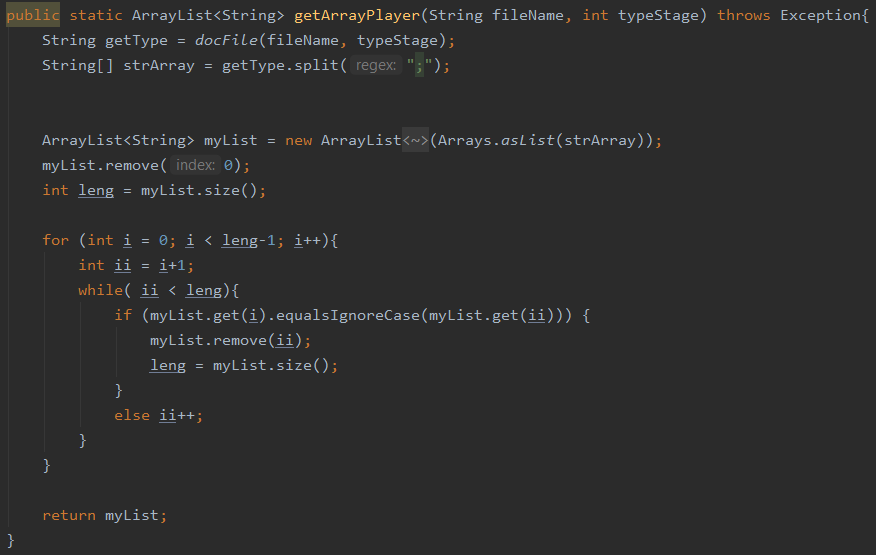 public static ArrayList<String> getArrayPlayer(String fileName, int typeStage) throws Exception{
    String getType = docFile(fileName, typeStage);
    String[] strArray = getType.split( regex: ";");
    ArrayList<String> myList = new ArrayList<~>(Arrays.asList(strArray));
    myList.remove( index: 0);
    int leng = myList.size();
    for (int i = 0; i < leng-1; i++){
        int ii = i+1;
        while( ii < leng){
            if (myList.get(i).equalsIgnoreCase(myList.get(ii))) {
                myList.remove(ii);
                leng = myList.size();
            }
            else ii++;
        }
    }
    return myList;
}